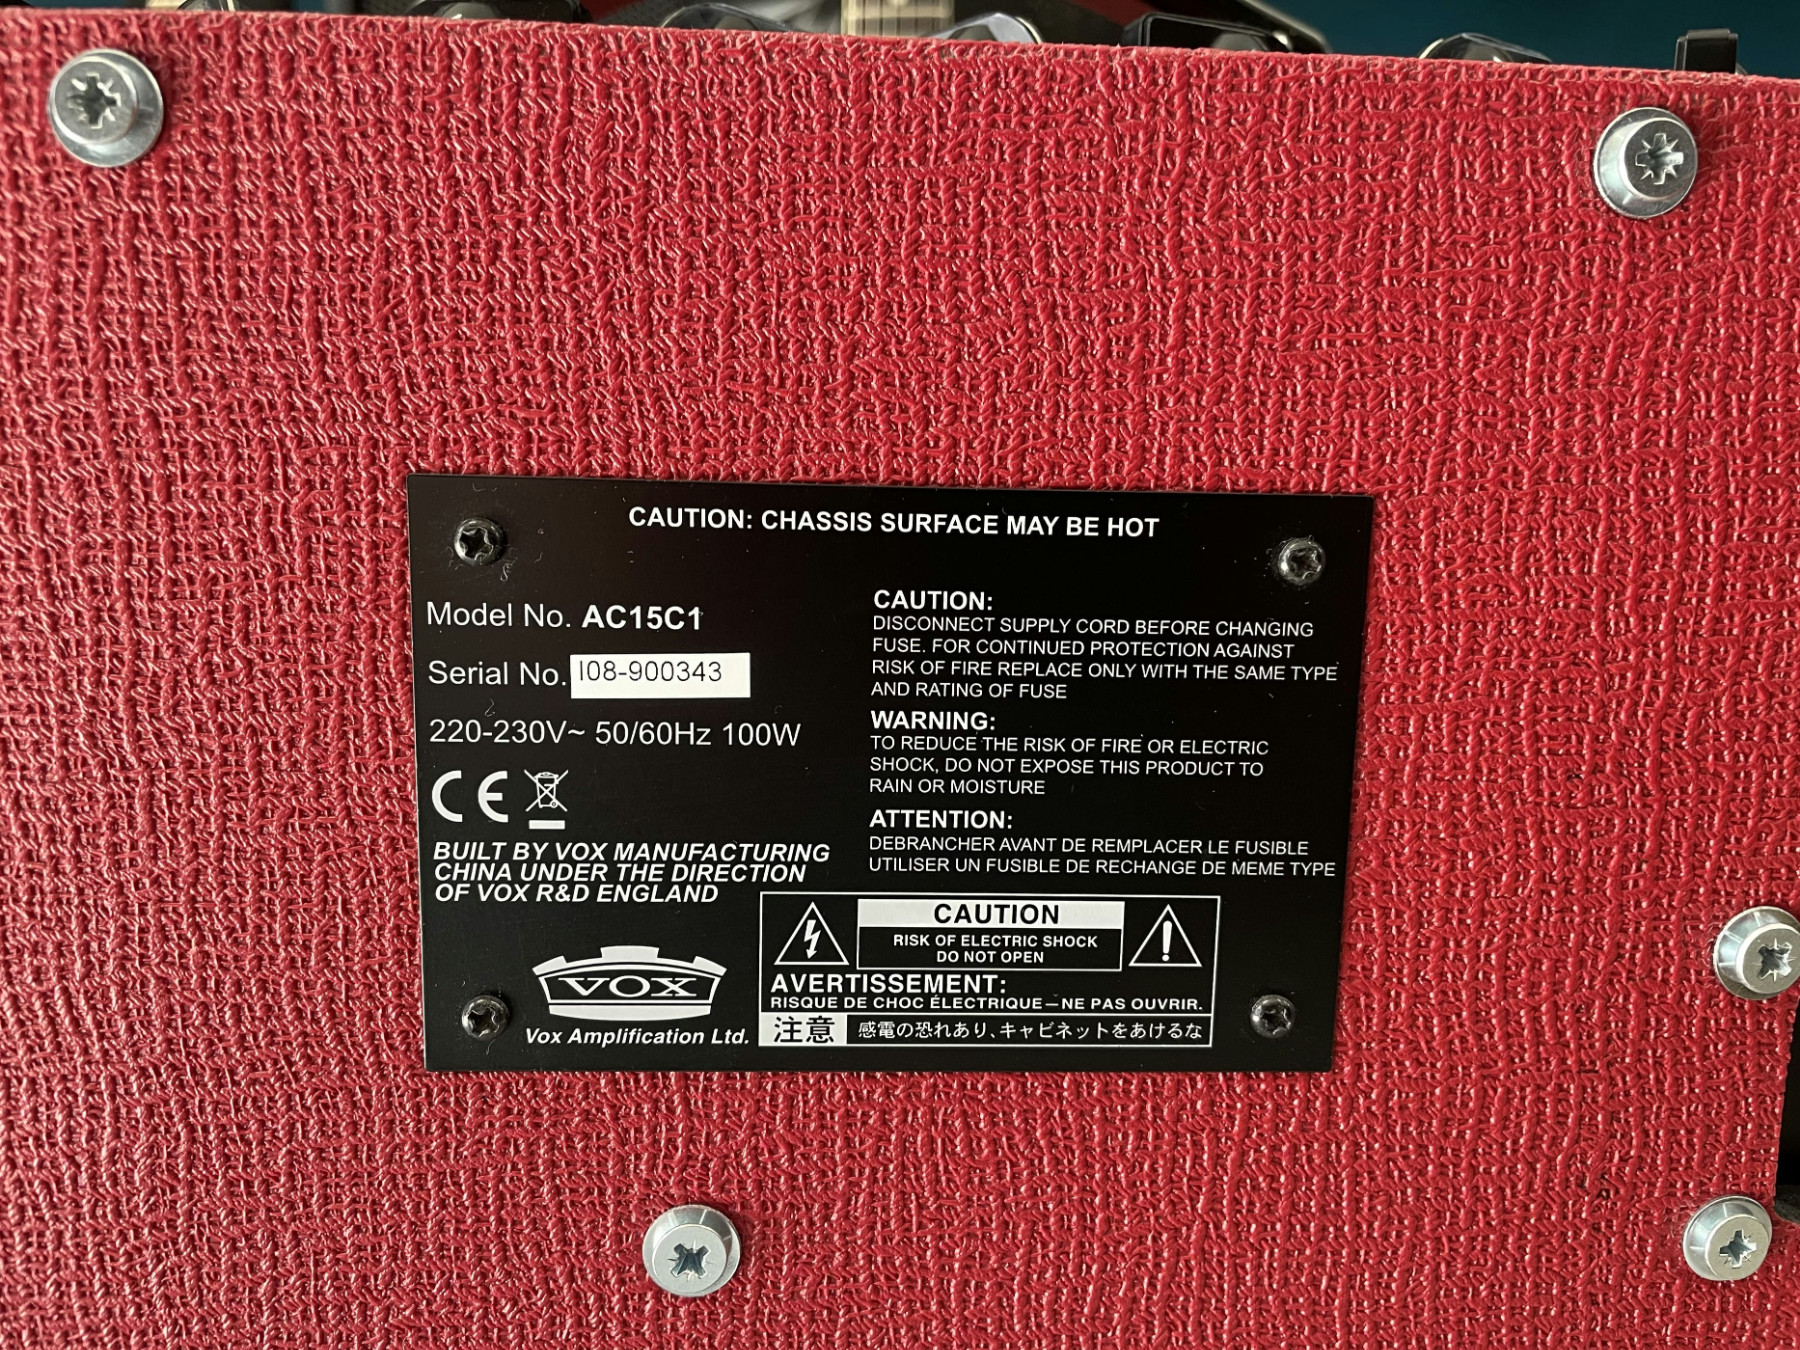 CAUTION: CHASSIS SURFACE MAY BE HOT
Model No. AC15C1
Serial No. I08-900343
220-230V~ 50/60Hz 100W
CE
BUILT BY VOX MANUFACTURING
CHINA UNDER THE DIRECTION
OF VOX R&D ENGLAND
VOX
Vox Amplification Ltd.
CAUTION:
DISCONNECT SUPPLY CORD BEFORE CHANGING
FUSE. FOR CONTINUED PROTECTION AGAINST
RISK OF FIRE REPLACE ONLY WITH THE SAME TYPE
AND RATING OF FUSE
WARNING:
TO REDUCE THE RISK OF FIRE OR ELECTRIC
SHOCK, DO NOT EXPOSE THIS PRODUCT TO
RAIN OR MOISTURE
ATTENTION:
DEBRANCHER AVANT DE REMPLACER LE FUSIBLE
UTILISER UN FUSIBLE DE RECHANGE DE MEME TYPE
CAUTION
RISK OF ELECTRIC SHOCK
DO NOT OPEN
AVERTISSEMENT:
RISQUE DE CHOC ÉLECTRIQUE—NE PAS OUVRIR.
注意 感電の恐れあり、キャビネットをあけるな